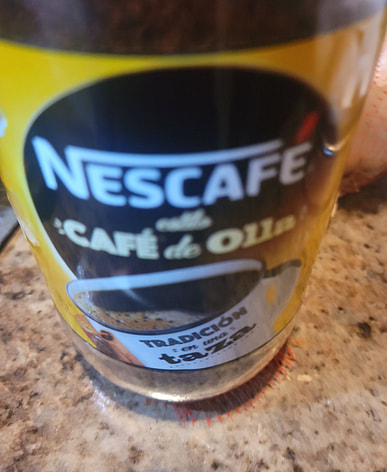 NESCAFÉ
estilo
CAFÉ de Olla
TRADICIÓN
en una
taza